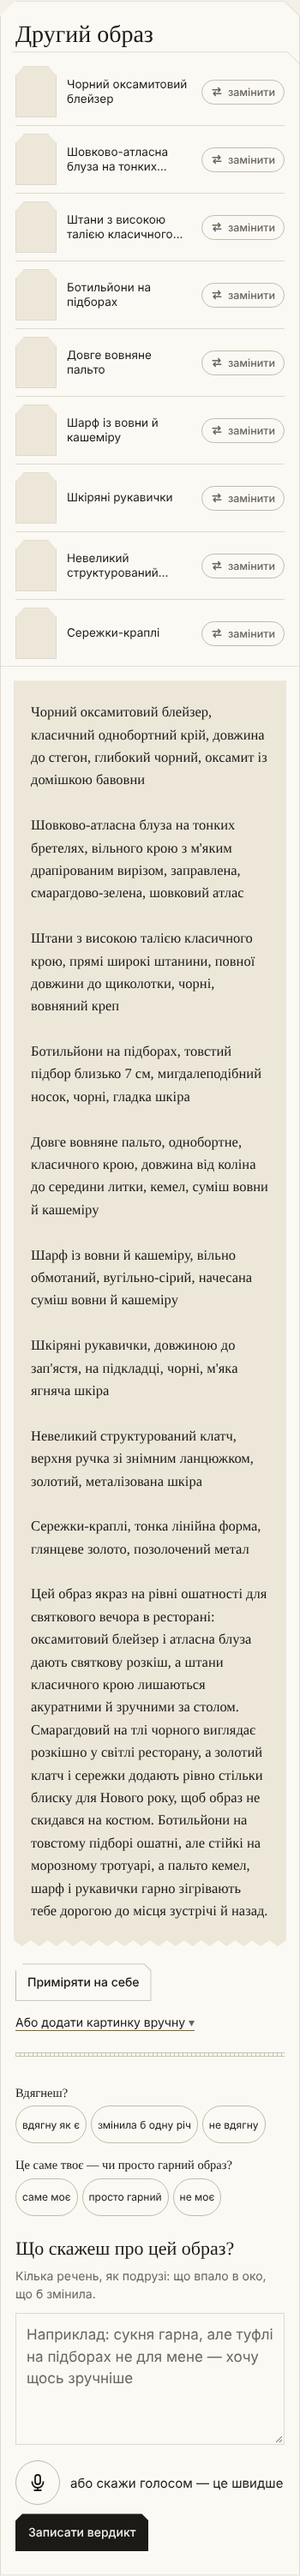 Другий образ
Чорний оксамитовий
блейзер
замінити
Шовково-атласна
блуза на тонких...
замінити
Штани з високою
талією класичного...
замінити
Ботильйони на
підборах
замінити
Довге вовняне
пальто
замінити
Шарф із вовни й
кашеміру
замінити
Шкіряні рукавички
замінити
Невеликий
структурований...
замінити
Сережки-краплі
замінити
Чорний оксамитовий блейзер,
класичний однобортний крій, довжина
до стегон, глибокий чорний, оксамит із
домішкою бавовни
Шовково-атласна блуза на тонких
бретелях, вільного крою з м'яким
драпірованим вирізом, заправлена,
смарагдово-зелена, шовковий атлас
Штани з високою талією класичного
крою, прямі широкі штанини, повної
довжини до щиколотки, чорні,
вовняний креп
Ботильйони на підборах, товстий
підбор близько 7 см, мигдалеподібний
носок, чорні, гладка шкіра
Довге вовняне пальто, однобортне,
класичного крою, довжина від коліна
до середини литки, кемел, суміш вовни
й кашеміру
Шарф із вовни й кашеміру, вільно
обмотаний, вугільно-сірий, начесана
суміш вовни й кашеміру
Шкіряні рукавички, довжиною до
зап'ястя, на підкладці, чорні, м'яка
ягняча шкіра
Невеликий структурований клатч,
верхня ручка зі знімним ланцюжком,
золотий, металізована шкіра
Сережки-краплі, тонка лінійна форма,
глянцеве золото, позолочений метал
Цей образ якраз на рівні ошатності для
святкового вечора в ресторані:
оксамитовий блейзер і атласна блуза
дають святкову розкіш, а штани
класичного крою лишаються
акуратними й зручними за столом.
Смарагдовий на тлі чорного виглядає
розкішно у світлі ресторану, а золотий
клатч і сережки додають рівно стільки
блиску для Нового року, щоб образ не
скидався на костюм. Ботильйони на
товстому підборі ошатні, але стійкі на
морозному тротуарі, а пальто кемел,
шарф і рукавички гарно зігрівають
тебе дорогою до місця зустрічі й назад.
Приміряти на себе
Або додати картинку вручну ▾
Вдягнеш?
вдягну як є
змінила б одну річ
не вдягну
Це саме твоє — чи просто гарний образ?
саме моє
просто гарний
не моє
Що скажеш про цей образ?
Кілька речень, як подрузі: що впало в око,
що б змінила.
Наприклад: сукня гарна, але туфлі
на підборах не для мене — хочу
щось зручніше
або скажи голосом — це швидше
Записати вердикт